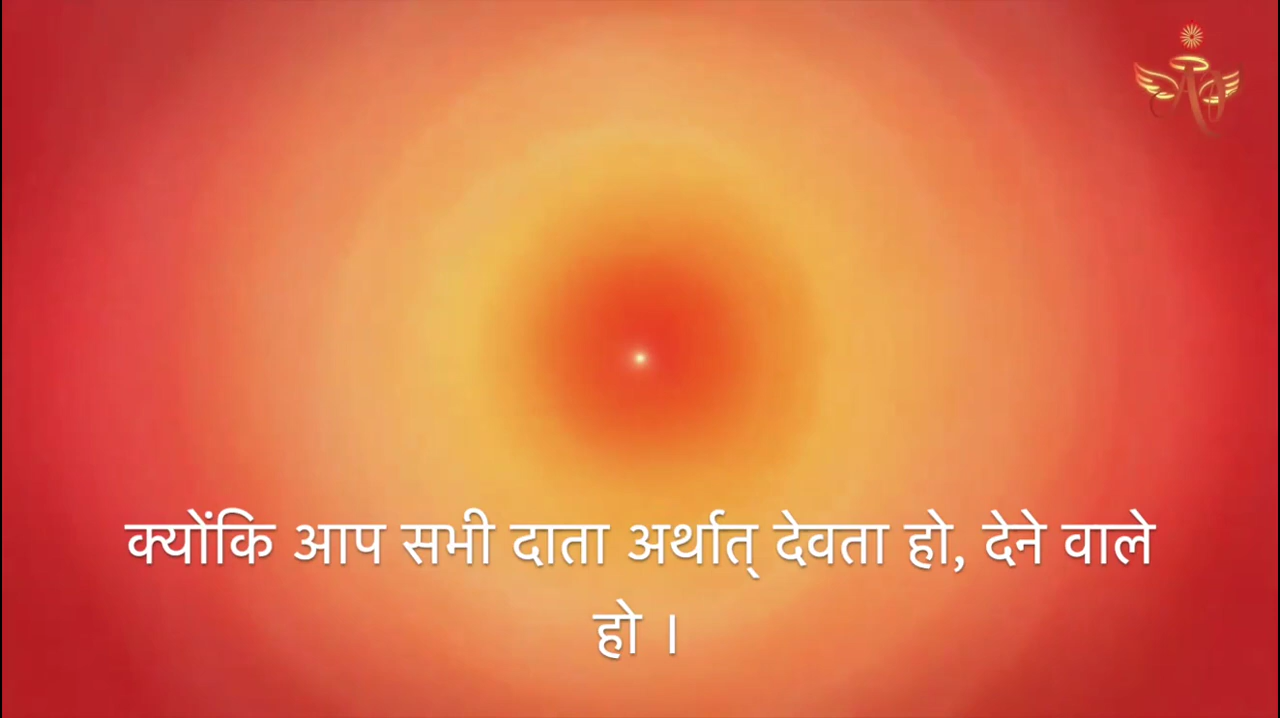 क्योंकि आप सभी दाता अर्थात् देवता हो, देने वाले
हो ।